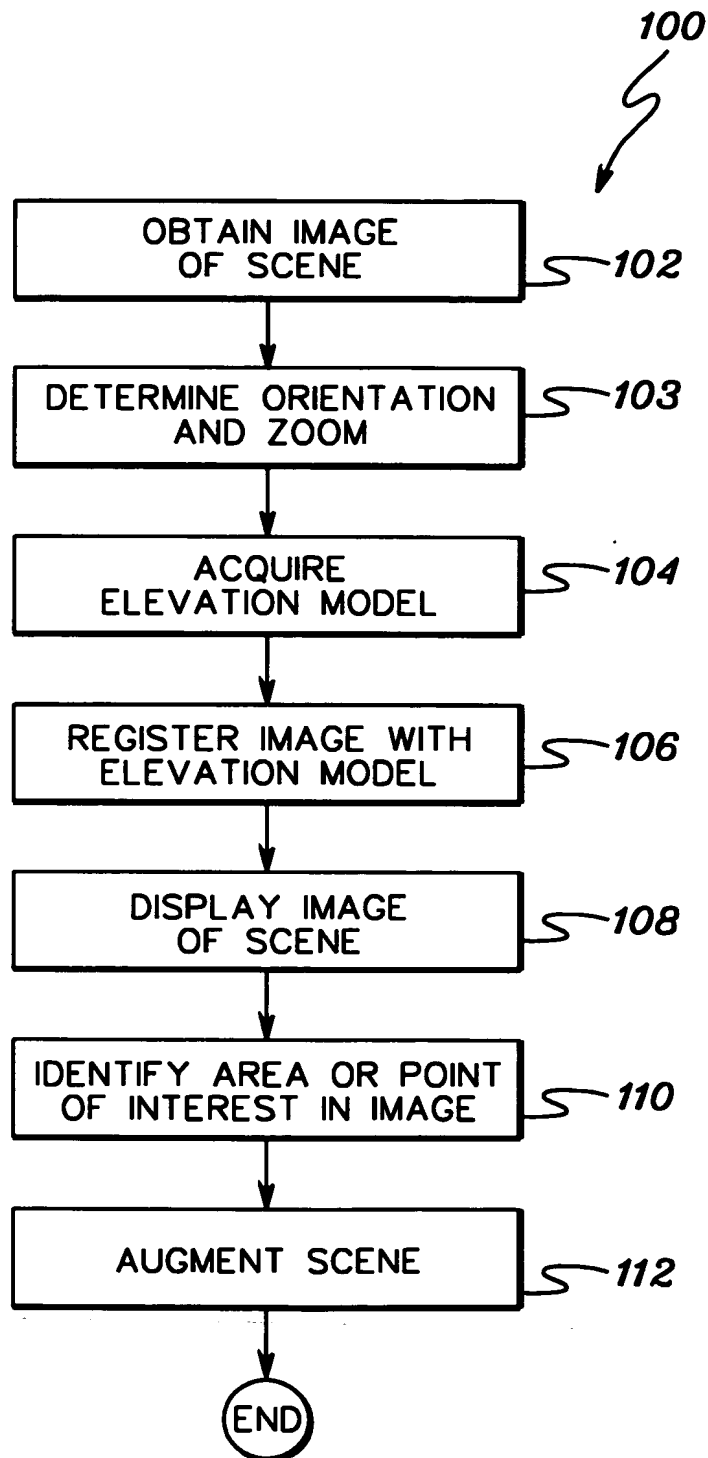 100
OBTAIN IMAGE
OF SCENE
102
DETERMINE ORIENTATION
AND ZOOM
103
ACQUIRE
ELEVATION MODEL
104
REGISTER IMAGE WITH
ELEVATION MODEL
106
DISPLAY IMAGE
OF SCENE
108
IDENTIFY AREA OR POINT
OF INTEREST IN IMAGE
110
AUGMENT SCENE
112
END